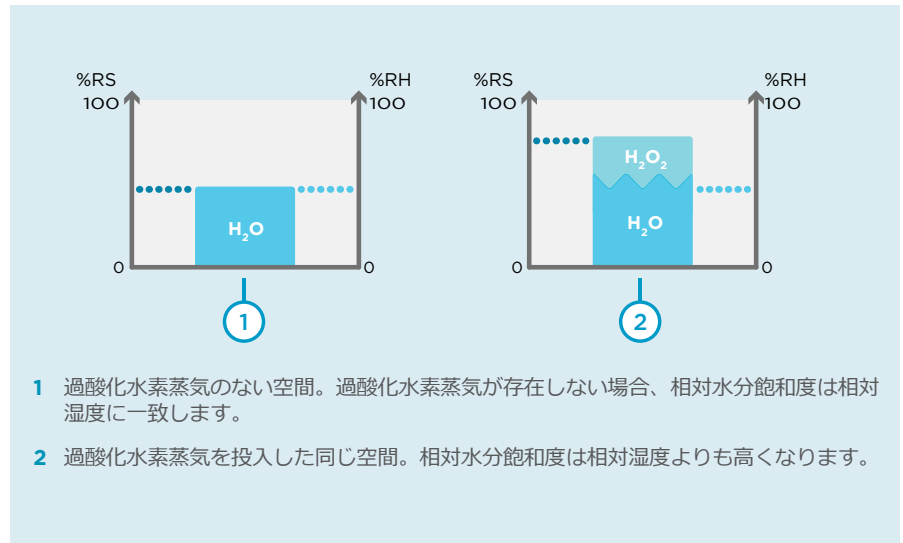 %RS
100
%RH
100
H₂O
0
0
1
%RS
100
%RH
100
H₂O₂
H₂O
0
0
2
1 過酸化水素蒸気のない空間。過酸化水素蒸気が存在しない場合、相対水分飽和度は相対
湿度に一致します。
2 過酸化水素蒸気を投入した同じ空間。相対水分飽和度は相対湿度よりも高くなります。